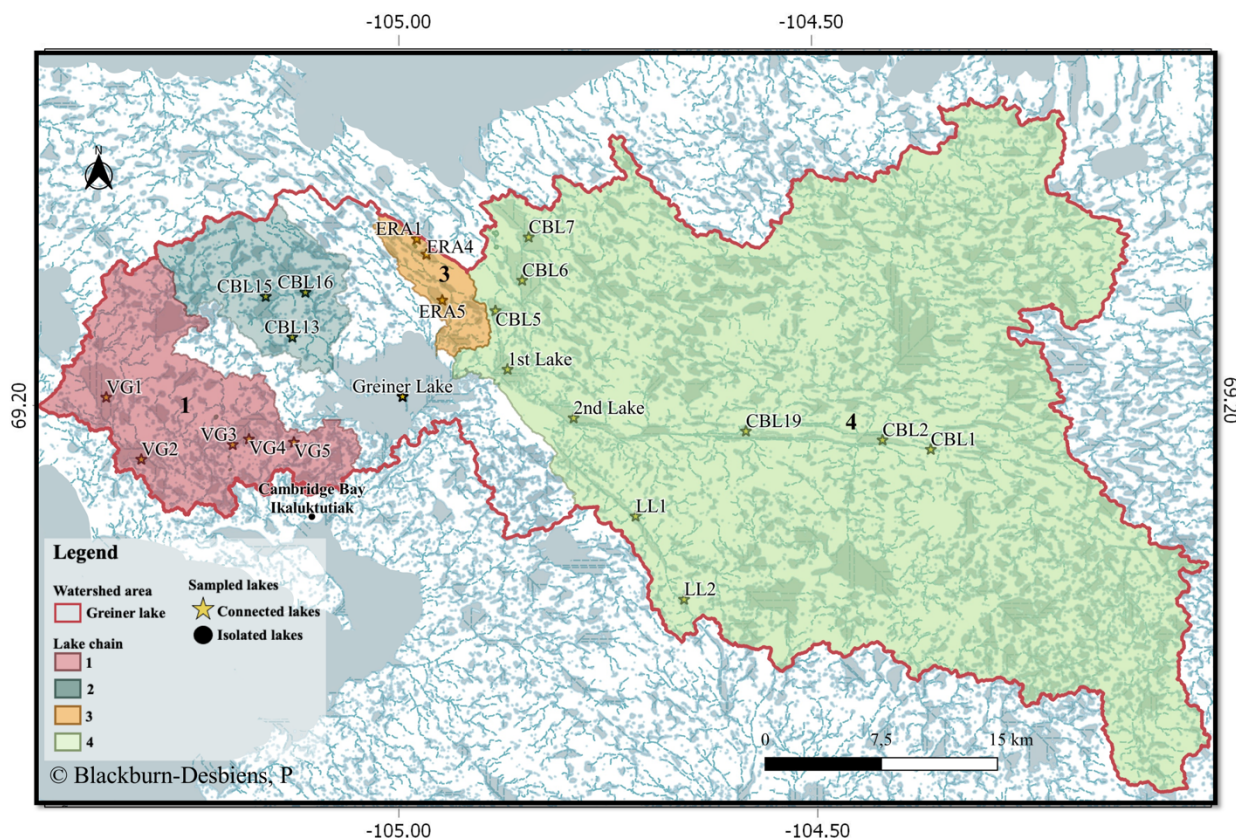 -105.00
-104.50
N
CBL7
ERA1
ERA4
3
CBL6
CBL15
CBL16
ERA5
CBL5
CBL13
1st Lake
69.20
VG1
1
Greiner Lake
69.20
2nd Lake
CBL19
4
CBL2
CBL1
VG3
VG4
VG5
VG2
Cambridge Bay
Ikaluktutiak
LL1
LL2
Legend
Watershed area
Greiner lake
Lake chain
1
2
3
4
Sampled lakes
Connected lakes
Isolated lakes
0
7,5
15 km
© Blackburn-Desbiens, P
-105.00
-104.50